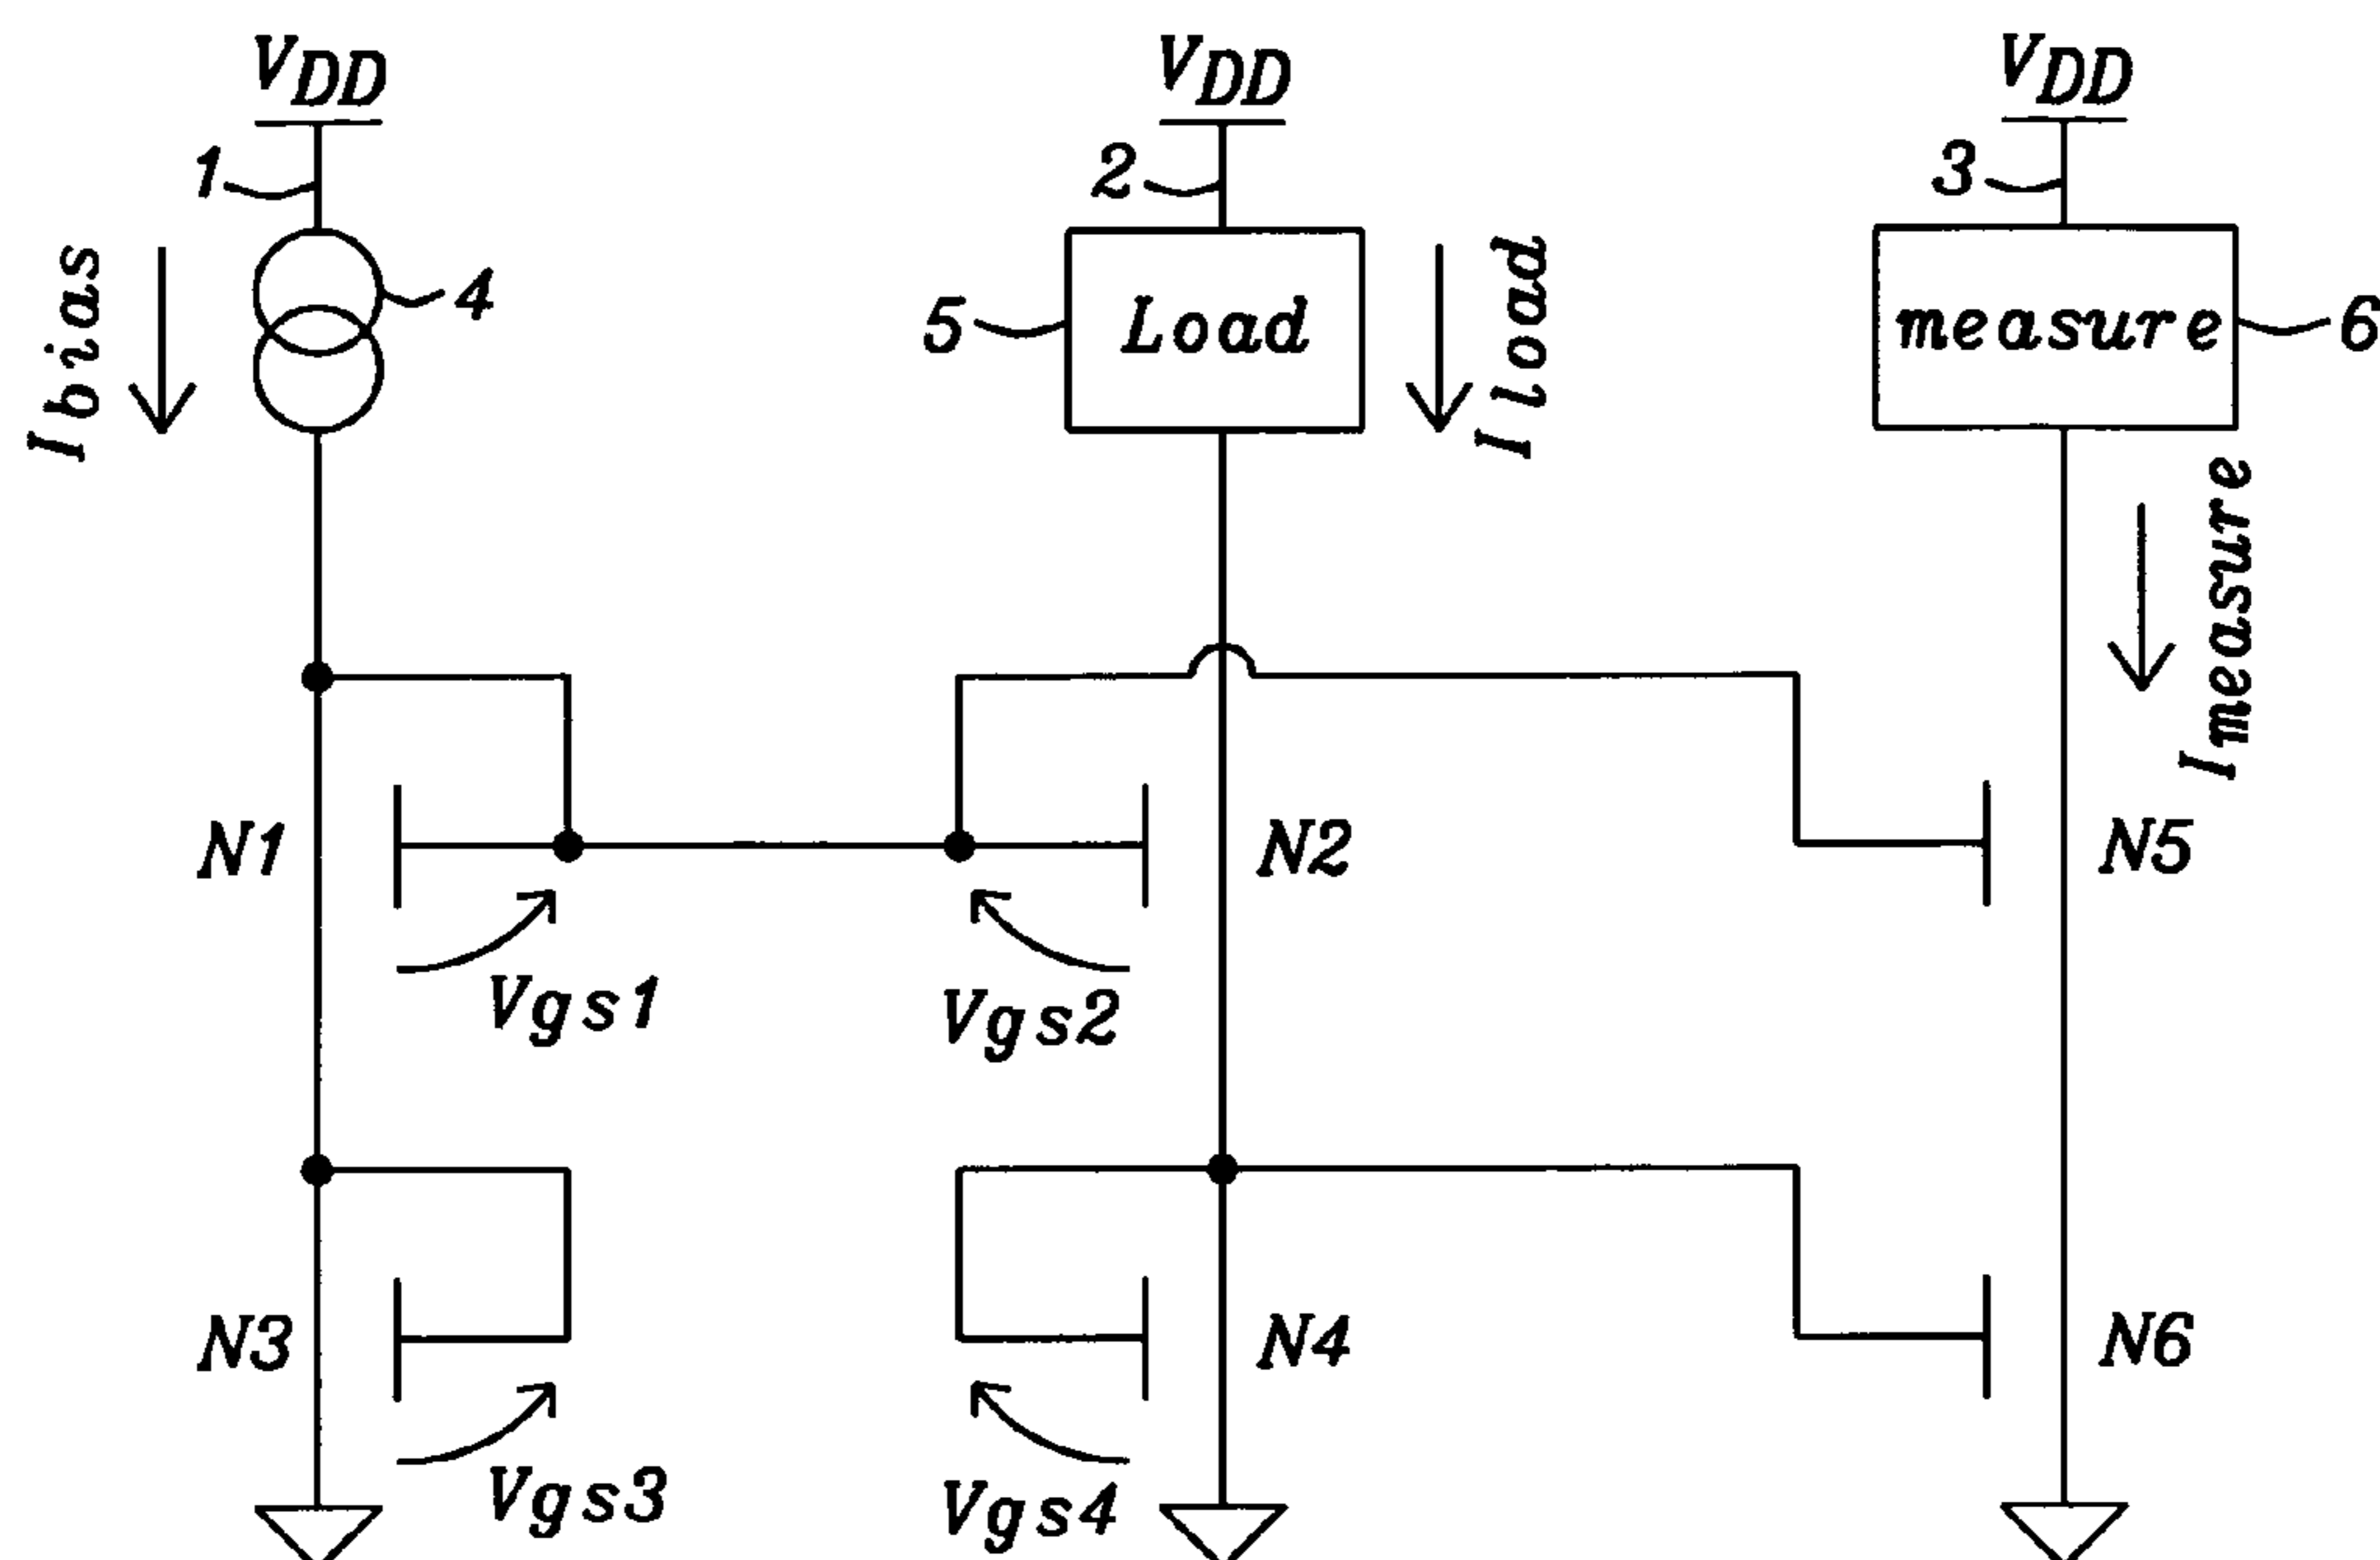 VDD VDD VDD
1 2 3
Ibias 4 5 Load Iload measure 6
Imeasure
N1 N2 N5
Vgs1 Vgs2
N3 N4 N6
Vgs3 Vgs4